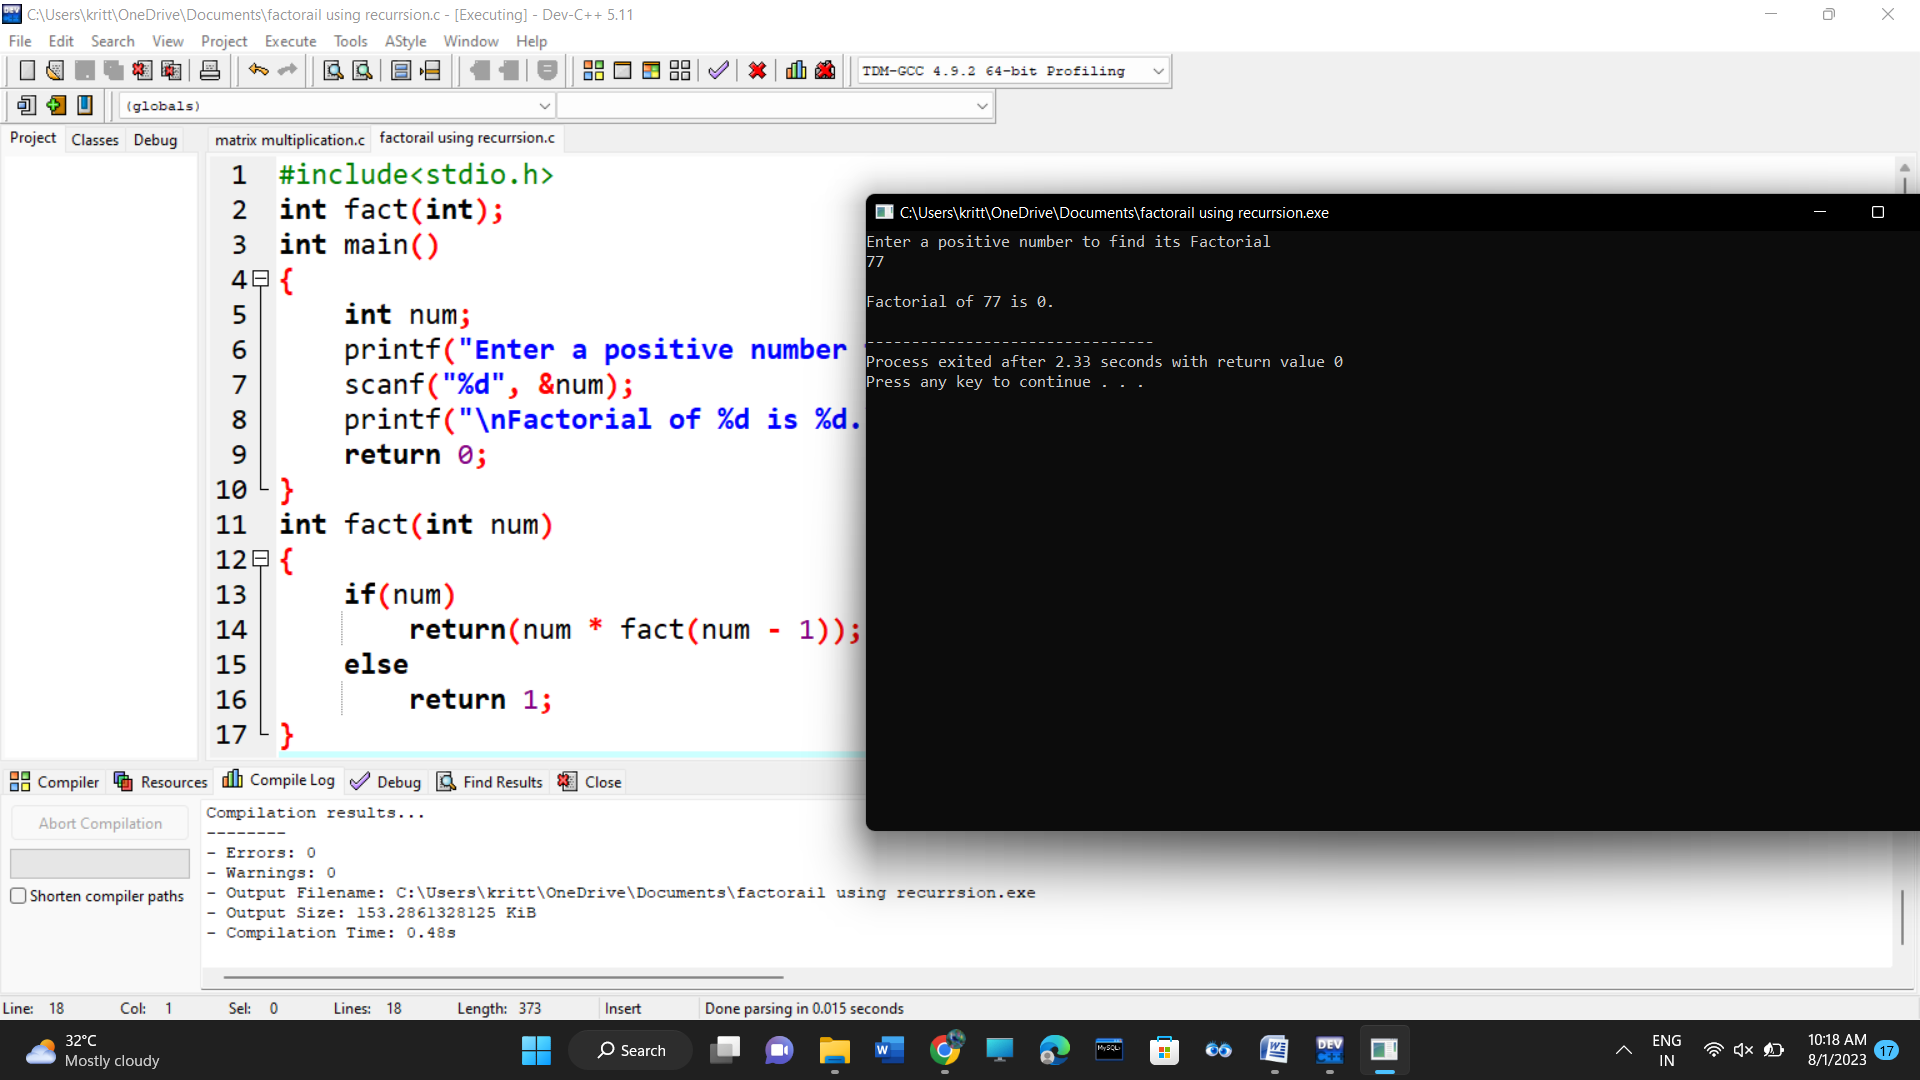 C:\Users\kritt\OneDrive\Documents\factorail using recurrsion.c - [Executing] - Dev-C++ 5.11
File Edit Search View Project Execute Tools AStyle Window Help
TDM-GCC 4.9.2 64-bit Profiling
(globals)
Project Classes Debug
matrix multiplication.c factorail using recurrsion.c
1 #include<stdio.h>
2 int fact(int);
3 int main()
4 {
5 int num;
6 printf("Enter a positive number
7 scanf("%d", &num);
8 printf("\nFactorial of %d is %d.
9 return 0;
10 }
11 int fact(int num)
12 {
13 if(num)
14 return(num * fact(num - 1));
15 else
16 return 1;
17 }
C:\Users\kritt\OneDrive\Documents\factorail using recurrsion.exe
Enter a positive number to find its Factorial
77
Factorial of 77 is 0.
--------------------------------
Process exited after 2.33 seconds with return value 0
Press any key to continue . . .
Compiler Resources Compile Log Debug Find Results Close
Abort Compilation
Shorten compiler paths
Compilation results...
--------
- Errors: 0
- Warnings: 0
- Output Filename: C:\Users\kritt\OneDrive\Documents\factorail using recurrsion.exe
- Output Size: 153.2861328125 KiB
- Compilation Time: 0.48s
Line: 18 Col: 1 Sel: 0 Lines: 18 Length: 373 Insert Done parsing in 0.015 seconds
32°C
Mostly cloudy
Search
ENG
IN
10:18 AM
8/1/2023
17